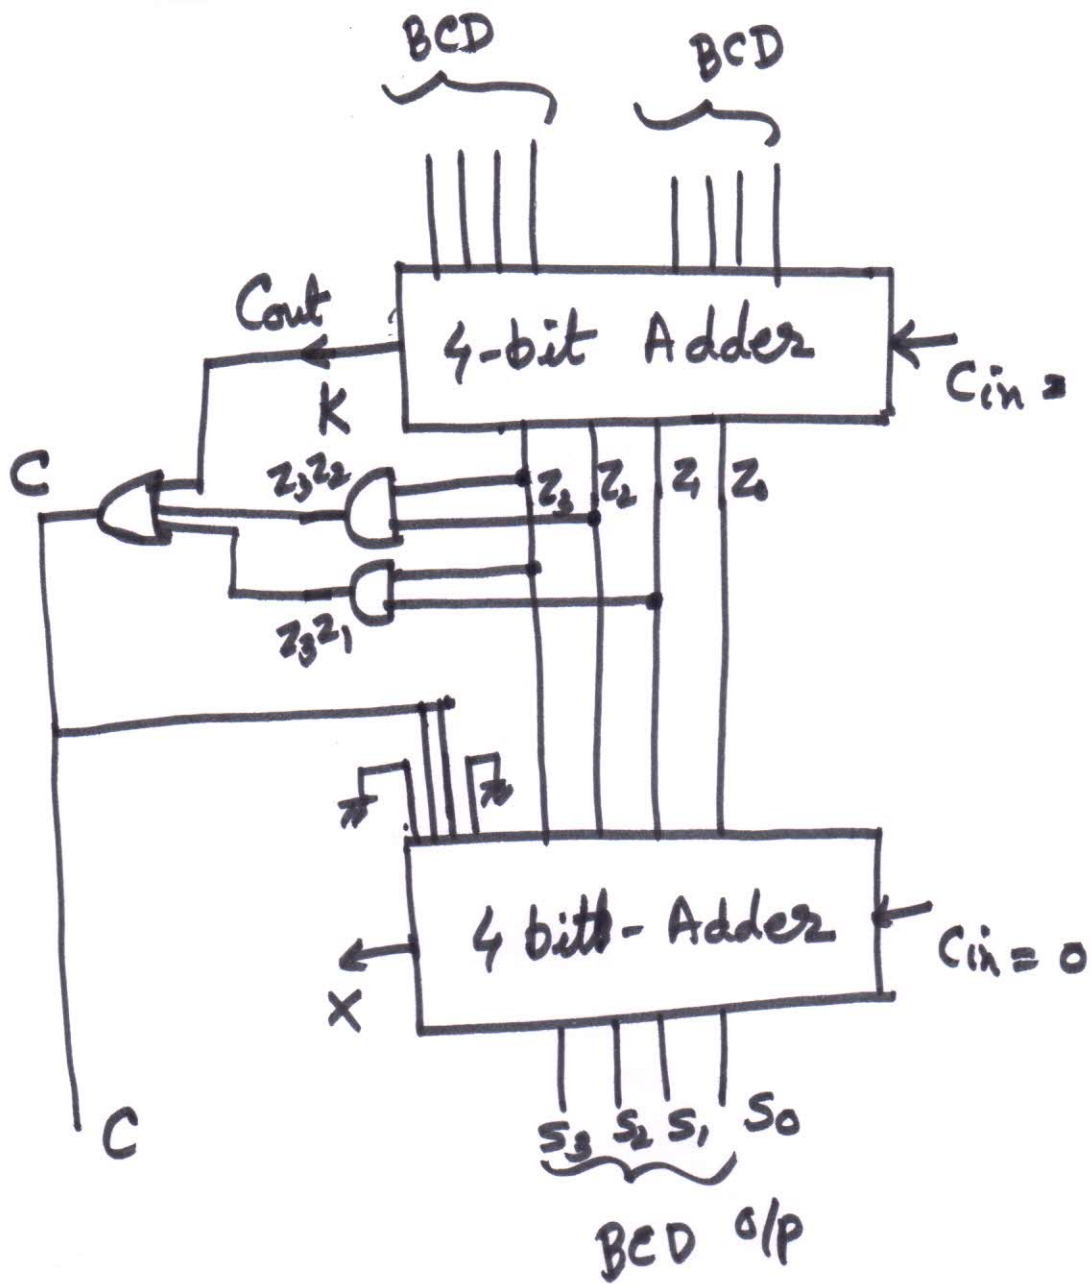 BCD
BCD
Cout
4-bit Adder
K
Cin =
C
Z₃Z₂
Z₃ Z₂ Z₁ Z₀
Z₃Z₁
4 bit - Adder
X
Cin = 0
C
S₃ S₂ S₁ S₀
BCD O/P